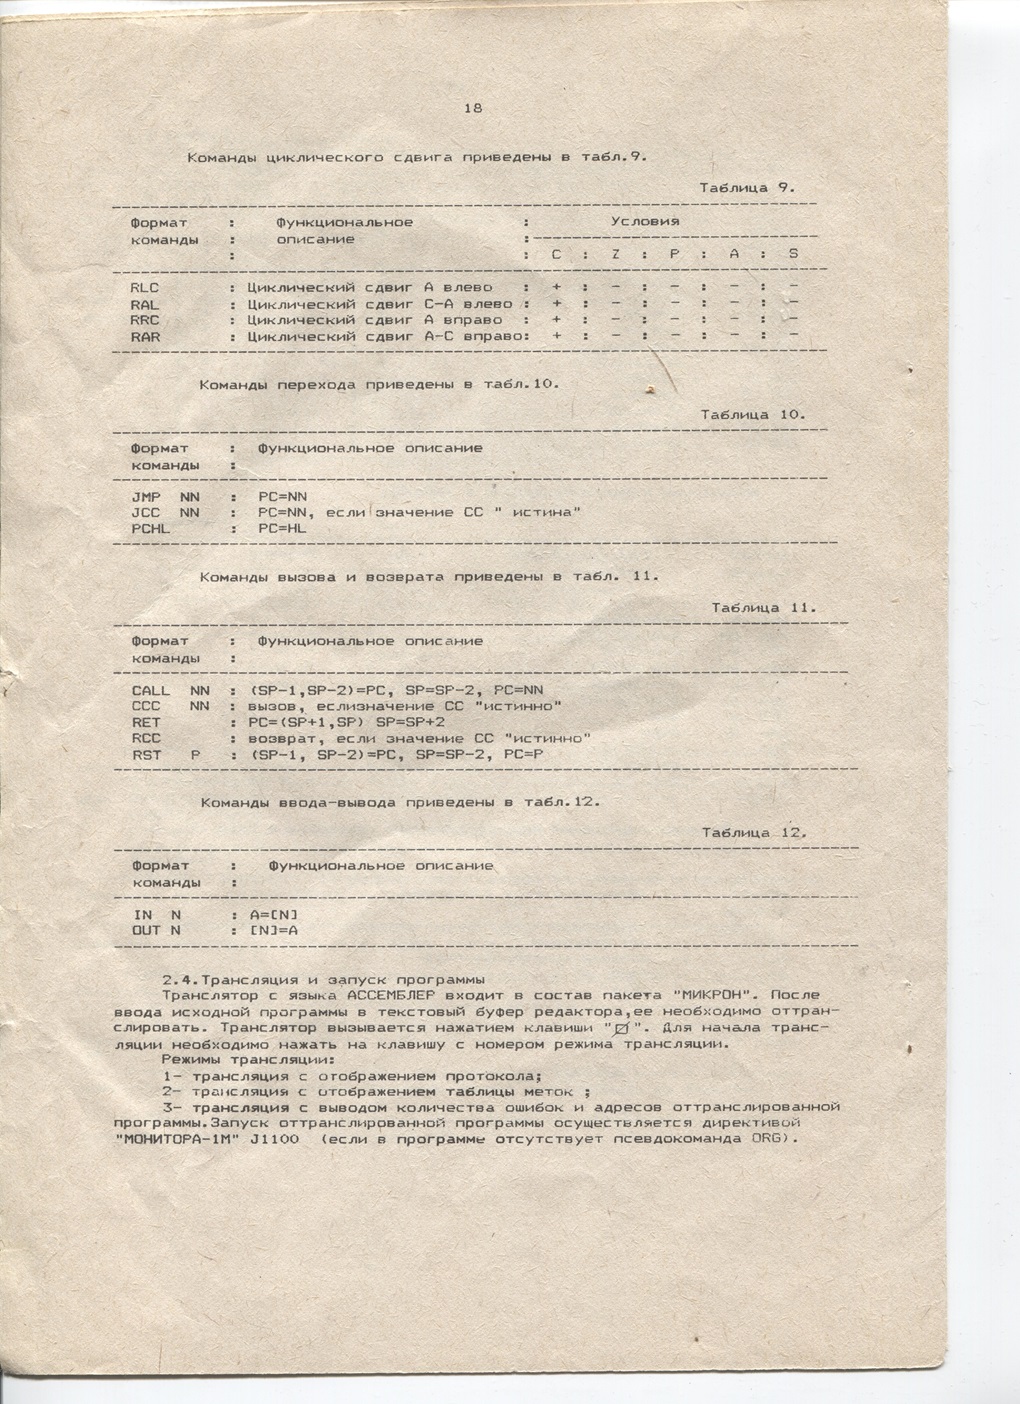 18
Команды циклического сдвига приведены в табл.9.
Таблица 9.
Формат : Функциональное : Условия
команды : описание :
: : C : Z : P : A : S
RLC : Циклический сдвиг A влево : + : - : - : - : -
RAL : Циклический сдвиг C-A влево : + : - : - : - : -
RRC : Циклический сдвиг A вправо : + : - : - : - : -
RAR : Циклический сдвиг A-C вправо: + : - : - : - : -
Команды перехода приведены в табл.10.
Таблица 10.
Формат : Функциональное описание
команды :
JMP NN : PC=NN
JCC NN : PC=NN, если значение CC " истина"
PCHL : PC=HL
Команды вызова и возврата приведены в табл. 11.
Таблица 11.
Формат : Функциональное описание
команды :
CALL NN : (SP-1,SP-2)=PC, SP=SP-2, PC=NN
CCC NN : вызов, еслизначение CC "истинно"
RET : PC=(SP+1,SP) SP=SP+2
RCC : возврат, если значение CC "истинно"
RST P : (SP-1, SP-2)=PC, SP=SP-2, PC=P
Команды ввода-вывода приведены в табл.12.
Таблица 12.
Формат : Функциональное описание
команды :
IN N : A=[N]
OUT N : [N]=A
2.4.Трансляция и запуск программы
Транслятор с языка АССЕМБЛЕР входит в состав пакета "МИКРОН". После
ввода исходной программы в текстовый буфер редактора,ее необходимо оттран-
слировать. Транслятор вызывается нажатием клавиши "". Для начала транс-
ляции необходимо нажать на клавишу с номером режима трансляции.
Режимы трансляции:
1- трансляция с отображением протокола;
2- трансляция с отображением таблицы меток ;
3- трансляция с выводом количества ошибок и адресов оттранслированной
программы.Запуск оттранслированной программы осуществляется директивой
"МОНИТОРА-1М" J1100 (если в программе отсутствует псевдокоманда ORG).